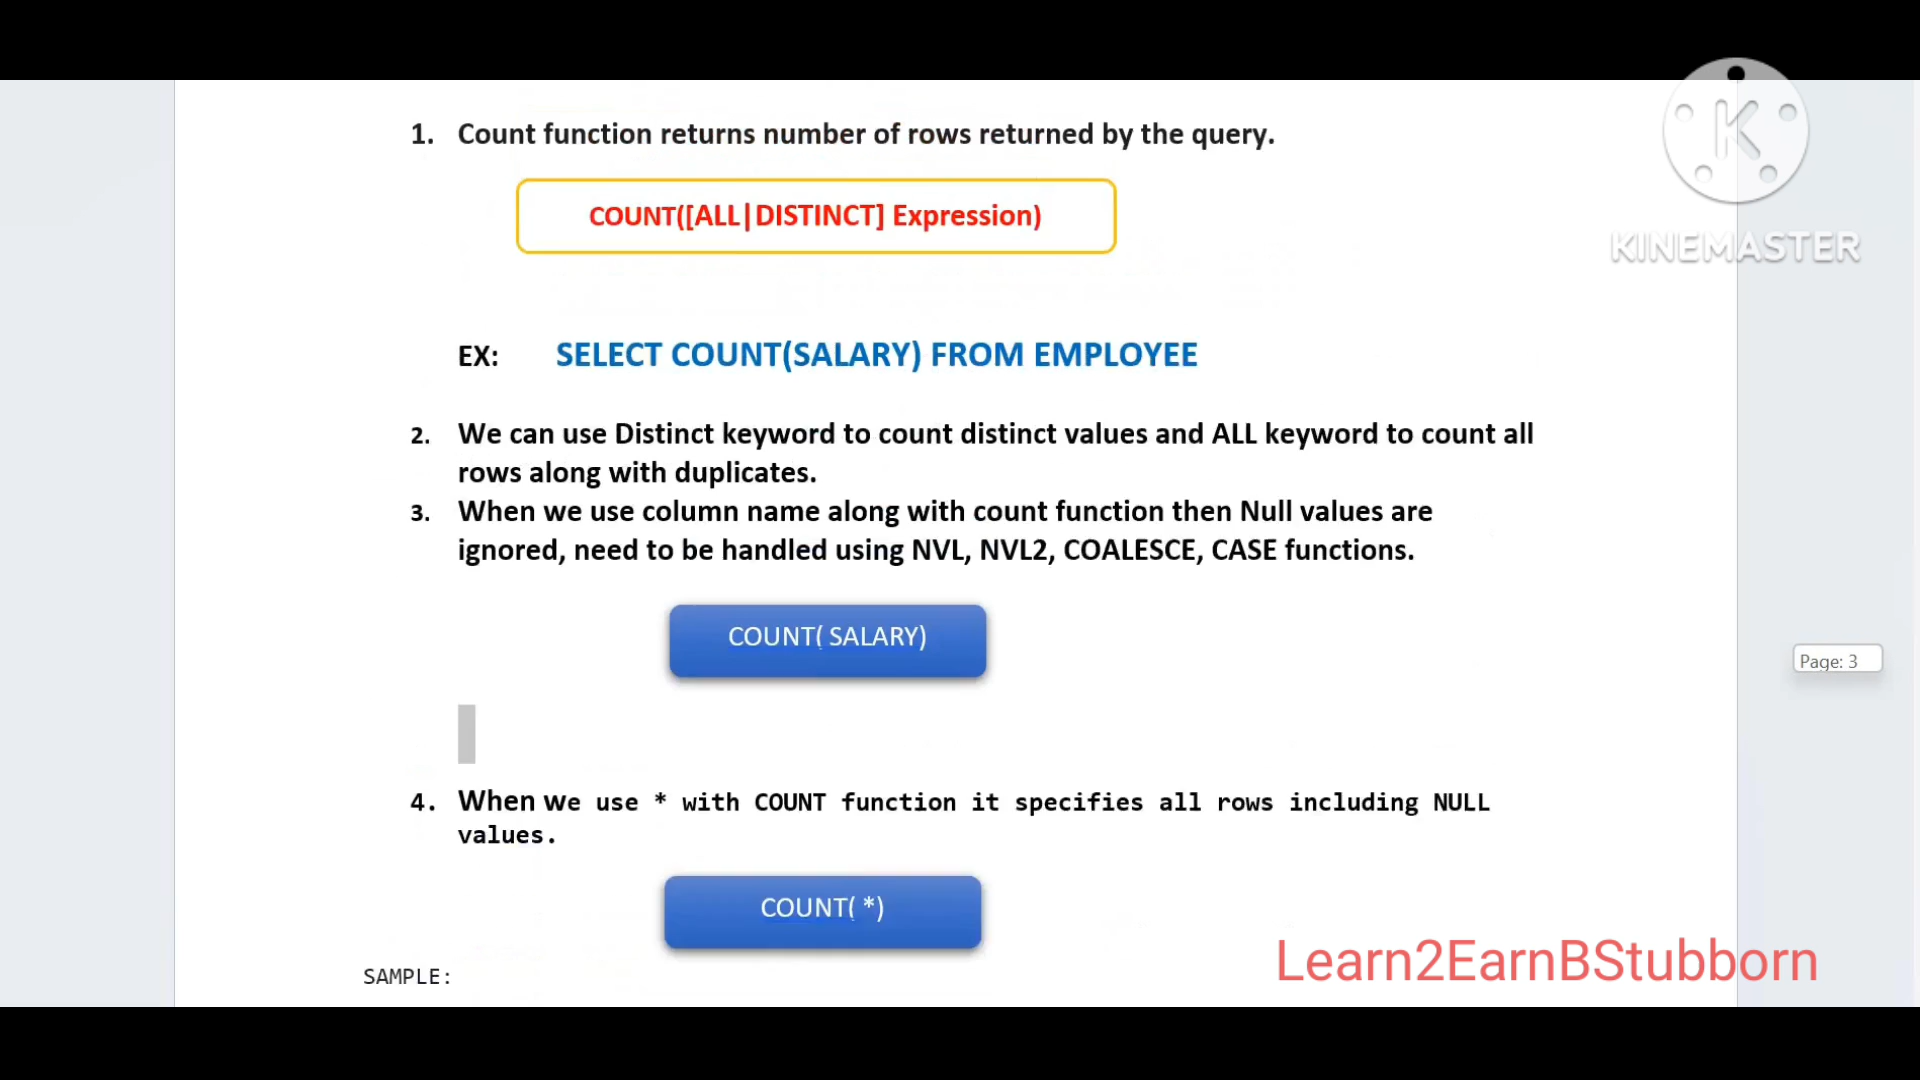 1. Count function returns number of rows returned by the query.
COUNT([ALL|DISTINCT] Expression)
K
KINEMASTER
EX: SELECT COUNT(SALARY) FROM EMPLOYEE
2. We can use Distinct keyword to count distinct values and ALL keyword to count all
rows along with duplicates.
3. When we use column name along with count function then Null values are
ignored, need to be handled using NVL, NVL2, COALESCE, CASE functions.
COUNT( SALARY)
Page: 3
4. When we use * with COUNT function it specifies all rows including NULL
values.
COUNT( *)
Learn2EarnBStubborn
SAMPLE: